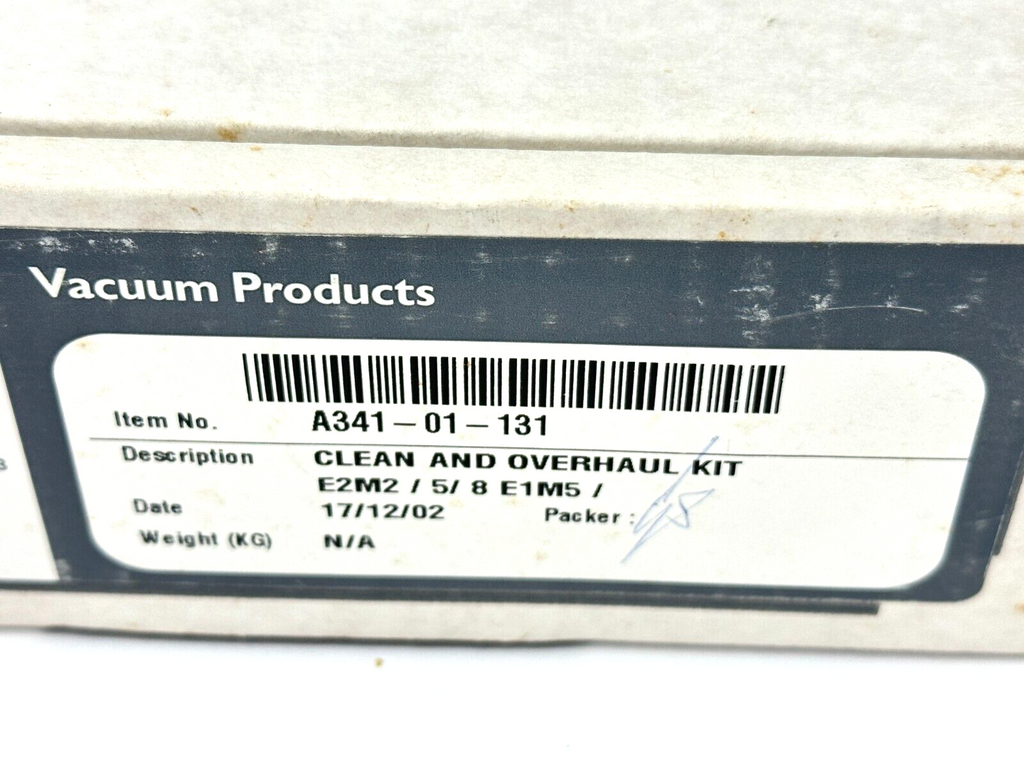 Vacuum Products
Item No. A341-01-131
Description CLEAN AND OVERHAUL KIT
E2M2 / 5/ 8 E1M5 /
Date 17/12/02 Packer :
Weight (KG) N/A